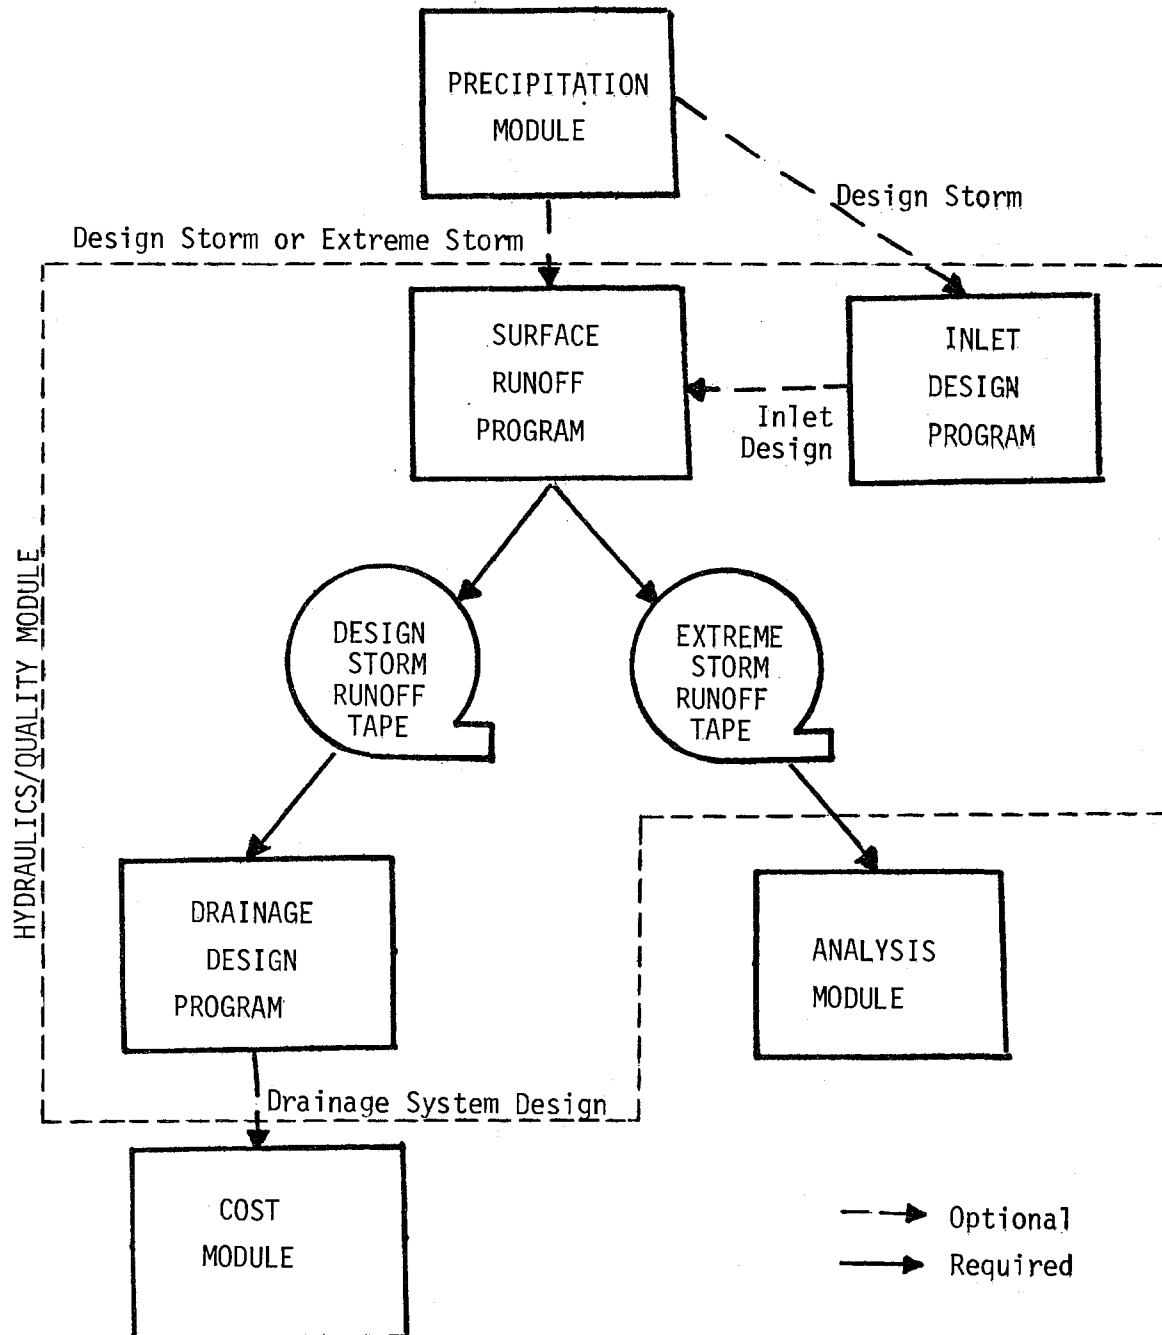 PRECIPITATION
MODULE
Design Storm
Design Storm or Extreme Storm
SURFACE
RUNOFF
PROGRAM
INLET
DESIGN
PROGRAM
Inlet
Design
HYDRAULICS/QUALITY MODULE
DESIGN
STORM
RUNOFF
TAPE
EXTREME
STORM
RUNOFF
TAPE
DRAINAGE
DESIGN
PROGRAM
ANALYSIS
MODULE
Drainage System Design
COST
MODULE
Optional
Required